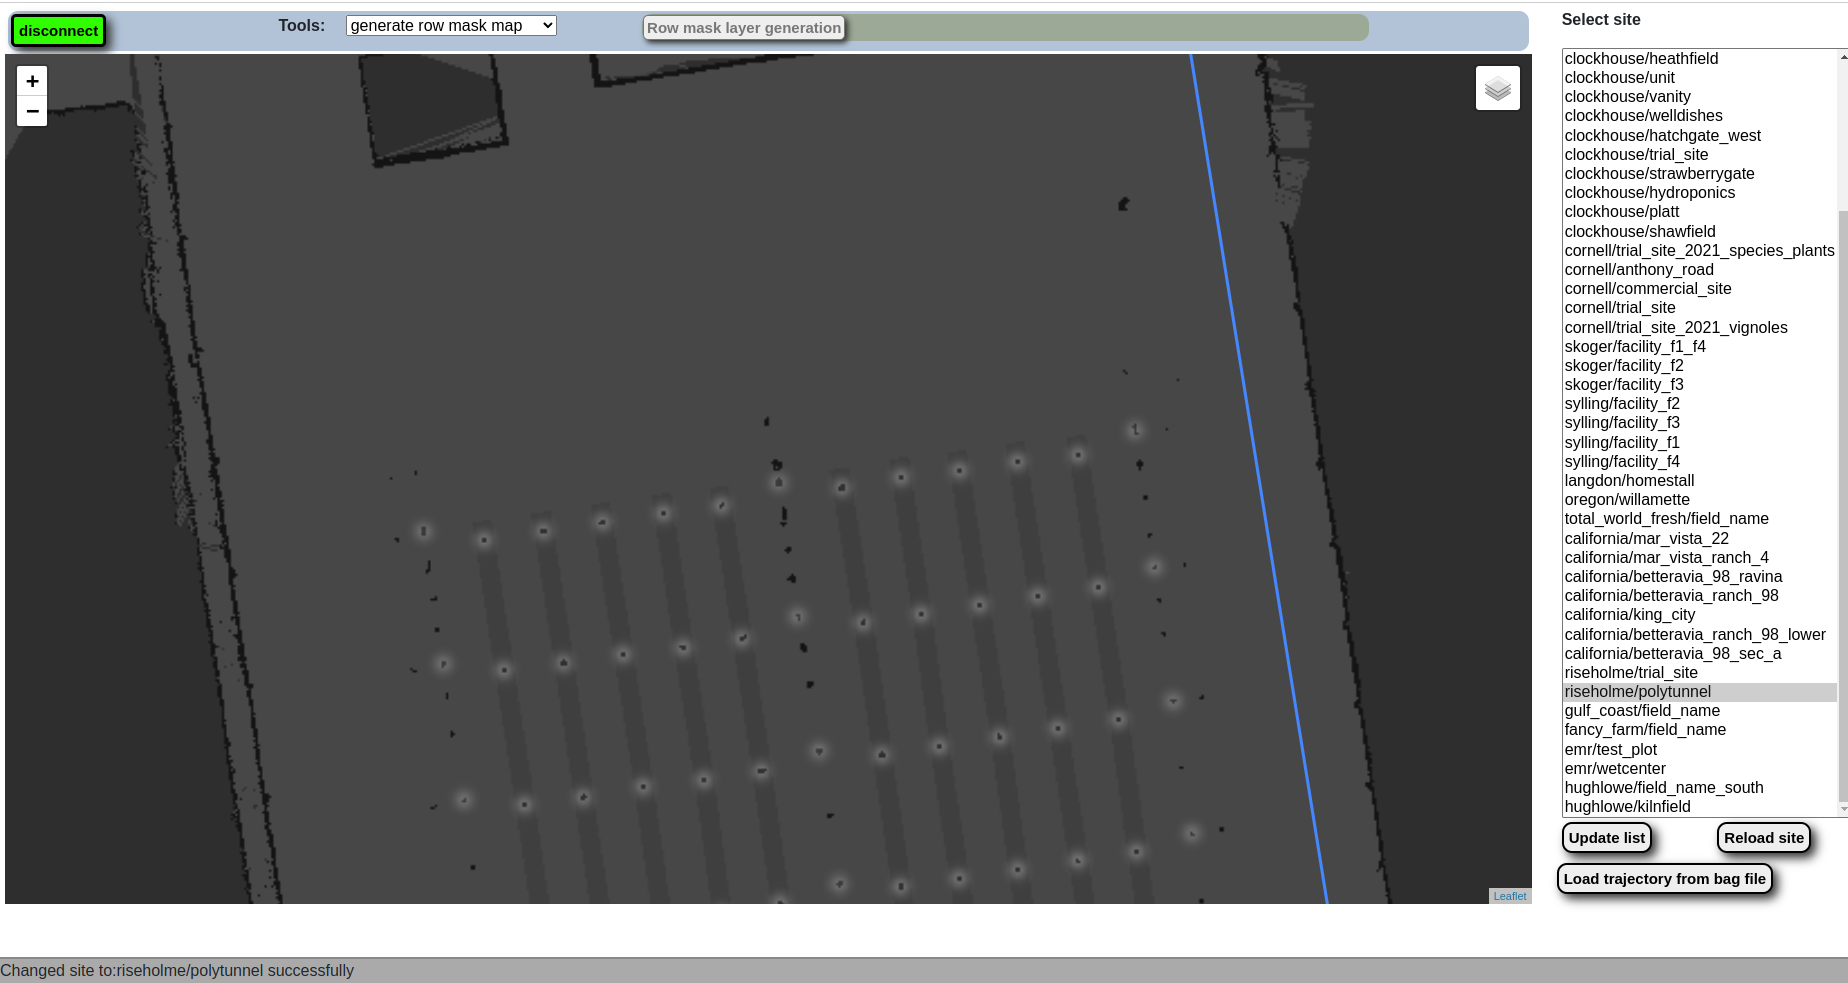 disconnect
Tools:
generate row mask map
Row mask layer generation
+
−
Leaflet
Select site
clockhouse/heathfield
clockhouse/unit
clockhouse/vanity
clockhouse/welldishes
clockhouse/hatchgate_west
clockhouse/trial_site
clockhouse/strawberrygate
clockhouse/hydroponics
clockhouse/platt
clockhouse/shawfield
cornell/trial_site_2021_species_plants
cornell/anthony_road
cornell/commercial_site
cornell/trial_site
cornell/trial_site_2021_vignoles
skoger/facility_f1_f4
skoger/facility_f2
skoger/facility_f3
sylling/facility_f2
sylling/facility_f3
sylling/facility_f1
sylling/facility_f4
langdon/homestall
oregon/willamette
total_world_fresh/field_name
california/mar_vista_22
california/mar_vista_ranch_4
california/betteravia_98_ravina
california/betteravia_ranch_98
california/king_city
california/betteravia_ranch_98_lower
california/betteravia_98_sec_a
riseholme/trial_site
riseholme/polytunnel
gulf_coast/field_name
fancy_farm/field_name
emr/test_plot
emr/wetcenter
hughlowe/field_name_south
hughlowe/kilnfield
Update list
Reload site
Load trajectory from bag file
Changed site to:riseholme/polytunnel successfully